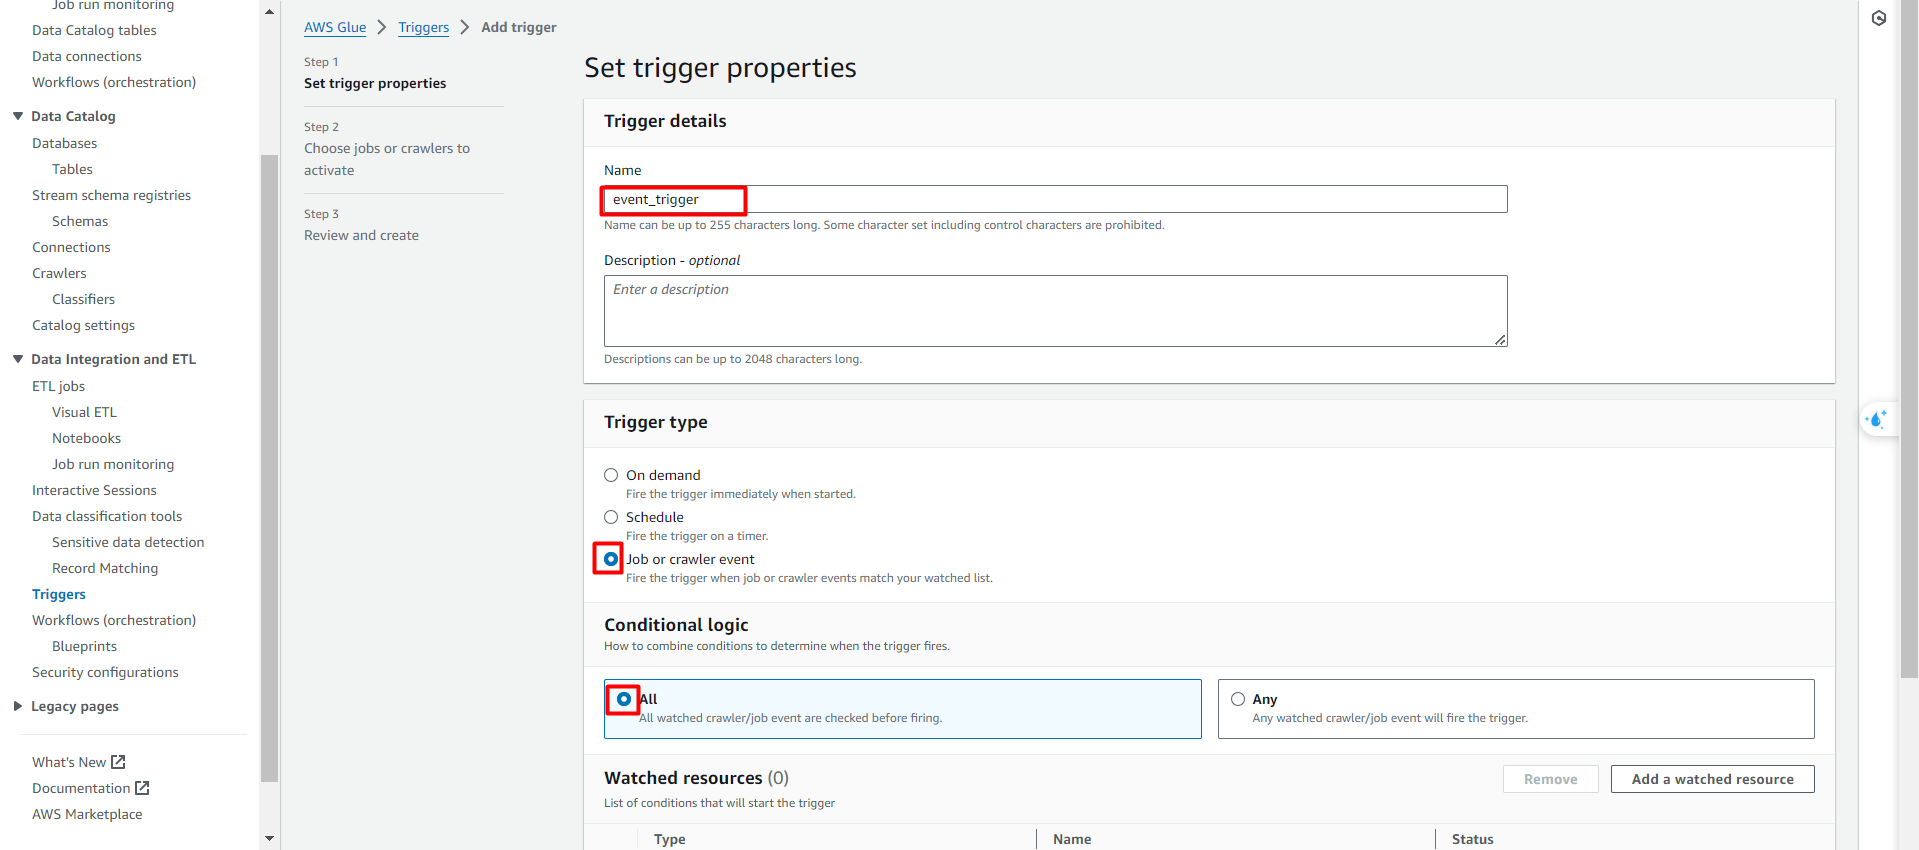 Job run monitoring
Data Catalog tables
Data connections
Workflows (orchestration)
Data Catalog
Databases
Tables
Stream schema registries
Schemas
Connections
Crawlers
Classifiers
Catalog settings
Data Integration and ETL
ETL jobs
Visual ETL
Notebooks
Job run monitoring
Interactive Sessions
Data classification tools
Sensitive data detection
Record Matching
Triggers
Workflows (orchestration)
Blueprints
Security configurations
Legacy pages
What's New
Documentation
AWS Marketplace
AWS Glue > Triggers > Add trigger
Step 1
Set trigger properties
Step 2
Choose jobs or crawlers to
activate
Step 3
Review and create
Set trigger properties
Trigger details
Name
event_trigger
Name can be up to 255 characters long. Some character set including control characters are prohibited.
Description - optional
Enter a description
Descriptions can be up to 2048 characters long.
Trigger type
On demand
Fire the trigger immediately when started.
Schedule
Fire the trigger on a timer.
Job or crawler event
Fire the trigger when job or crawler events match your watched list.
Conditional logic
How to combine conditions to determine when the trigger fires.
All
All watched crawler/job event are checked before firing.
Any
Any watched crawler/job event will fire the trigger.
Watched resources (0)
Remove
Add a watched resource
List of conditions that will start the trigger
Type Name Status